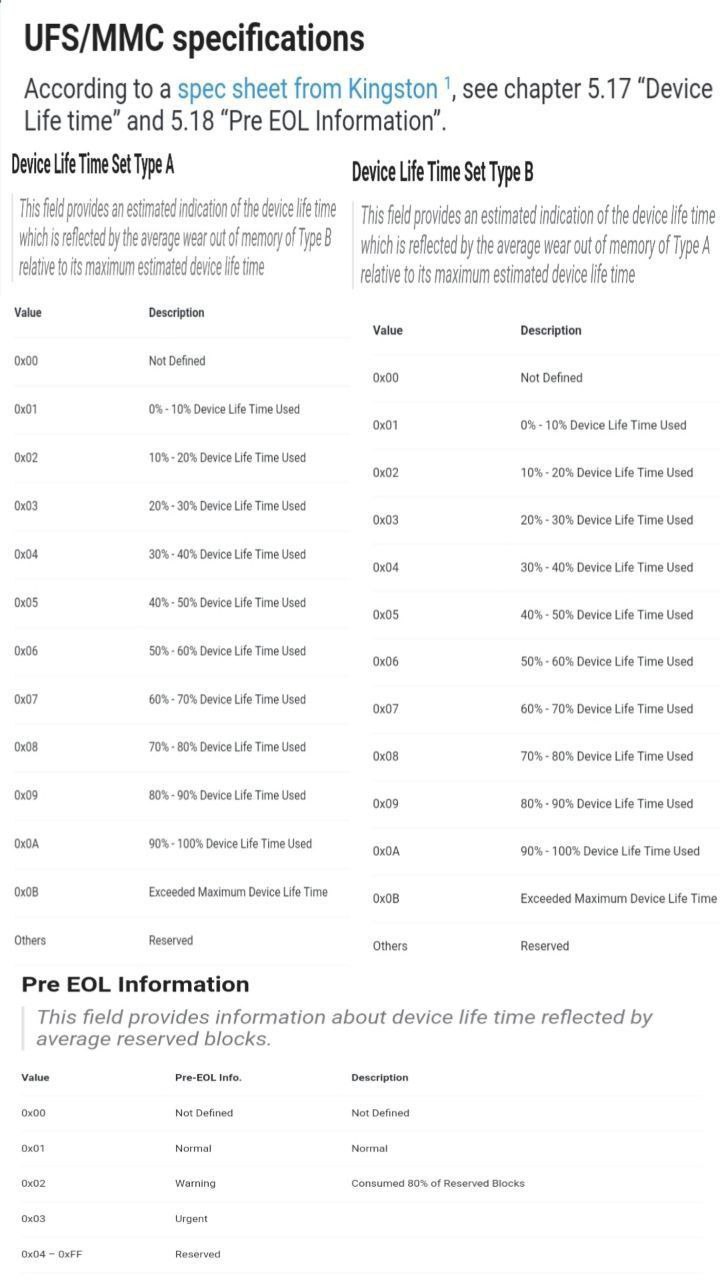 UFS/MMC specifications
According to a spec sheet from Kingston 1, see chapter 5.17 “Device
Life time” and 5.18 “Pre EOL Information”.
Device Life Time Set Type A
This field provides an estimated indication of the device life time
which is reflected by the average wear out of memory of Type B
relative to its maximum estimated device life time
Value Description
0x00 Not Defined
0x01 0% - 10% Device Life Time Used
0x02 10% - 20% Device Life Time Used
0x03 20% - 30% Device Life Time Used
0x04 30% - 40% Device Life Time Used
0x05 40% - 50% Device Life Time Used
0x06 50% - 60% Device Life Time Used
0x07 60% - 70% Device Life Time Used
0x08 70% - 80% Device Life Time Used
0x09 80% - 90% Device Life Time Used
0x0A 90% - 100% Device Life Time Used
0x0B Exceeded Maximum Device Life Time
Others Reserved
Device Life Time Set Type B
This field provides an estimated indication of the device life time
which is reflected by the average wear out of memory of Type A
relative to its maximum estimated device life time
Value Description
0x00 Not Defined
0x01 0% - 10% Device Life Time Used
0x02 10% - 20% Device Life Time Used
0x03 20% - 30% Device Life Time Used
0x04 30% - 40% Device Life Time Used
0x05 40% - 50% Device Life Time Used
0x06 50% - 60% Device Life Time Used
0x07 60% - 70% Device Life Time Used
0x08 70% - 80% Device Life Time Used
0x09 80% - 90% Device Life Time Used
0x0A 90% - 100% Device Life Time Used
0x0B Exceeded Maximum Device Life Time
Others Reserved
Pre EOL Information
This field provides information about device life time reflected by
average reserved blocks.
Value Pre-EOL Info. Description
0x00 Not Defined Not Defined
0x01 Normal Normal
0x02 Warning Consumed 80% of Reserved Blocks
0x03 Urgent
0x04 – 0xFF Reserved